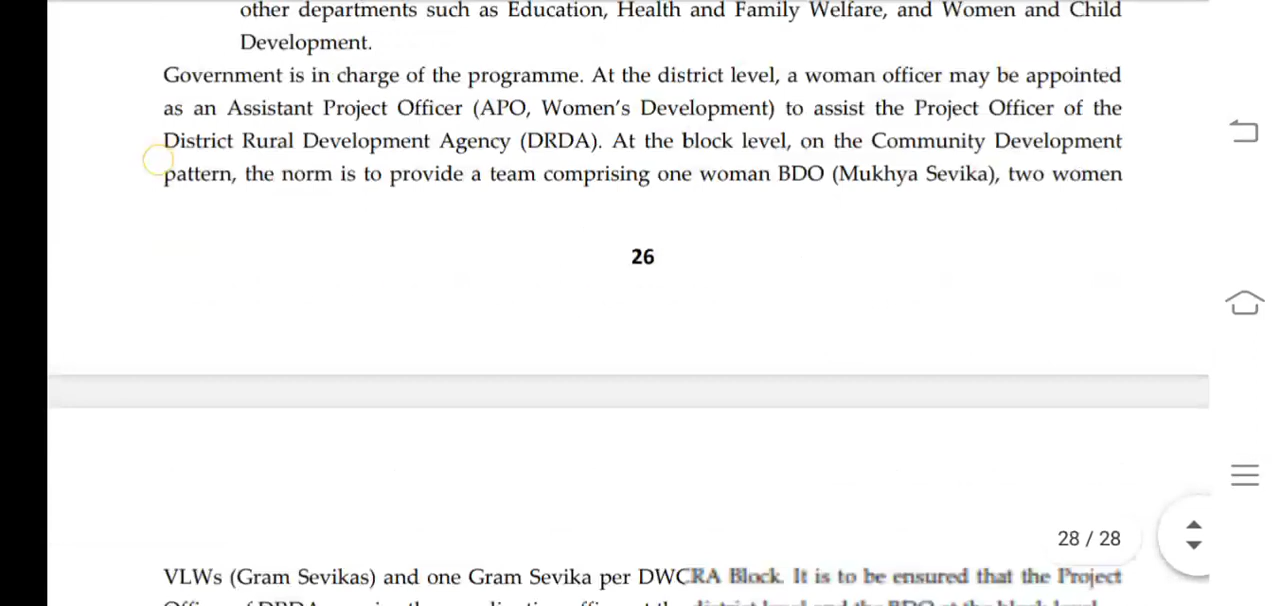 other departments such as Education, Health and Family Welfare, and Women and Child
Development.
Government is in charge of the programme. At the district level, a woman officer may be appointed
as an Assistant Project Officer (APO, Women's Development) to assist the Project Officer of the
District Rural Development Agency (DRDA). At the block level, on the Community Development
pattern, the norm is to provide a team comprising one woman BDO (Mukhya Sevika), two women
26
28 / 28
VLWs (Gram Sevikas) and one Gram Sevika per DWCRA Block. It is to be ensured that the Project